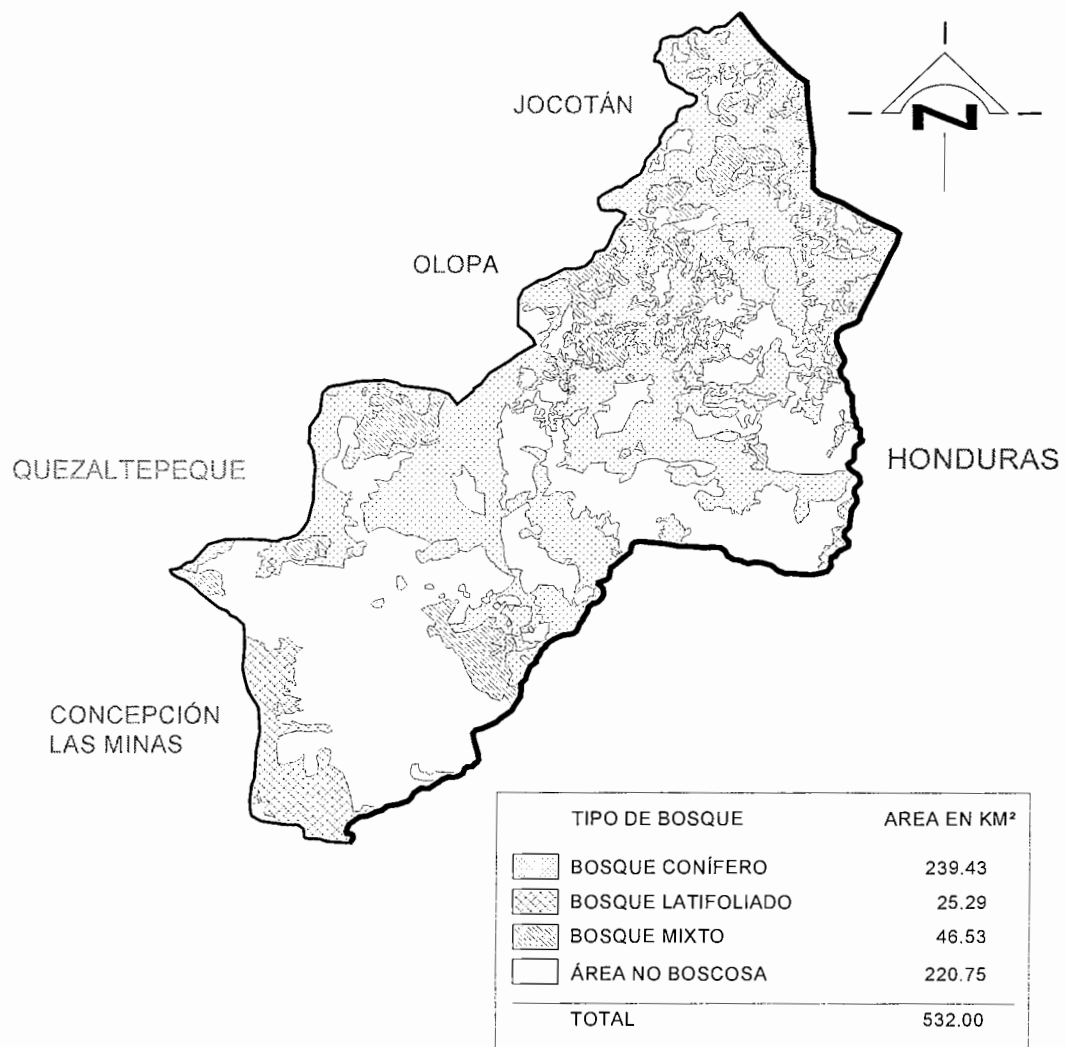 JOCOTÁN
N
OLOPA
QUEZALTEPEQUE
HONDURAS
CONCEPCIÓN
LAS MINAS
TIPO DE BOSQUE AREA EN KM²
BOSQUE CONÍFERO 239.43
BOSQUE LATIFOLIADO 25.29
BOSQUE MIXTO 46.53
ÁREA NO BOSCOSA 220.75
TOTAL 532.00